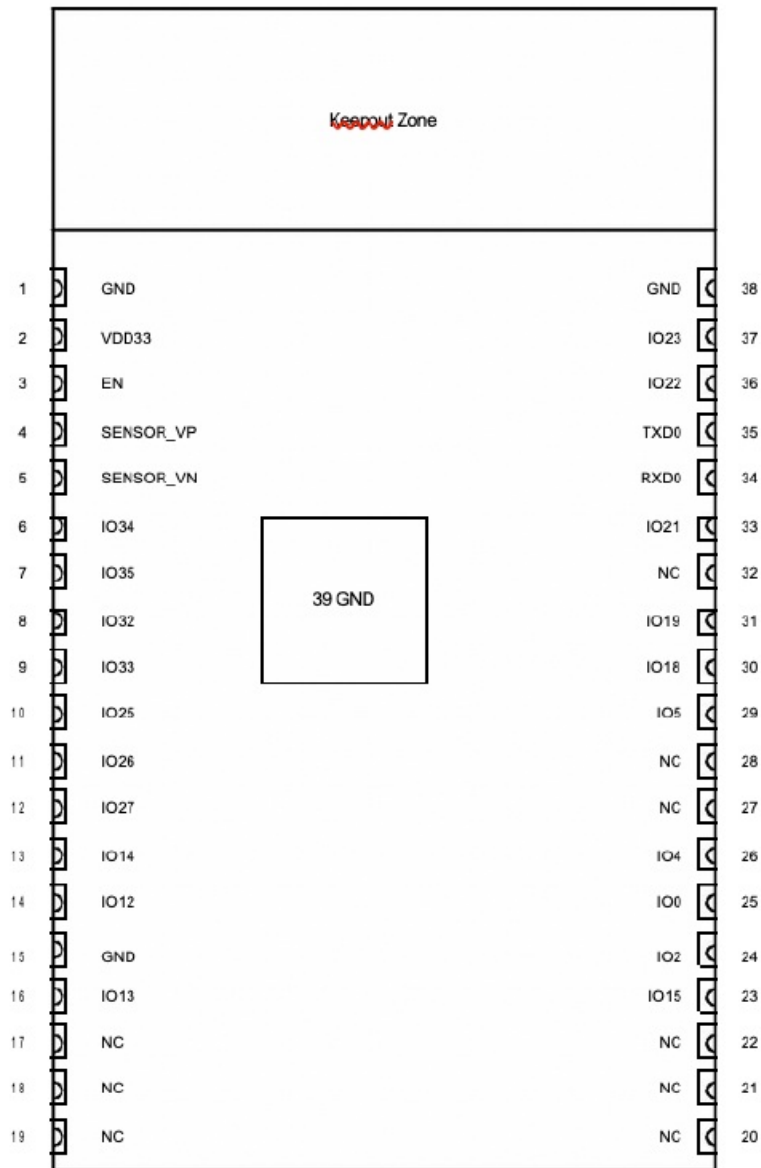 Keepout Zone
1 GND GND 38
2 VDD33 IO23 37
3 EN IO22 36
4 SENSOR_VP TXD0 35
5 SENSOR_VN RXD0 34
6 IO34 IO21 33
7 IO35 NC 32
39 GND
8 IO32 IO19 31
9 IO33 IO18 30
10 IO25 IO5 29
11 IO26 NC 28
12 IO27 NC 27
13 IO14 IO4 26
14 IO12 IO0 25
15 GND IO2 24
16 IO13 IO15 23
17 NC NC 22
18 NC NC 21
19 NC NC 20